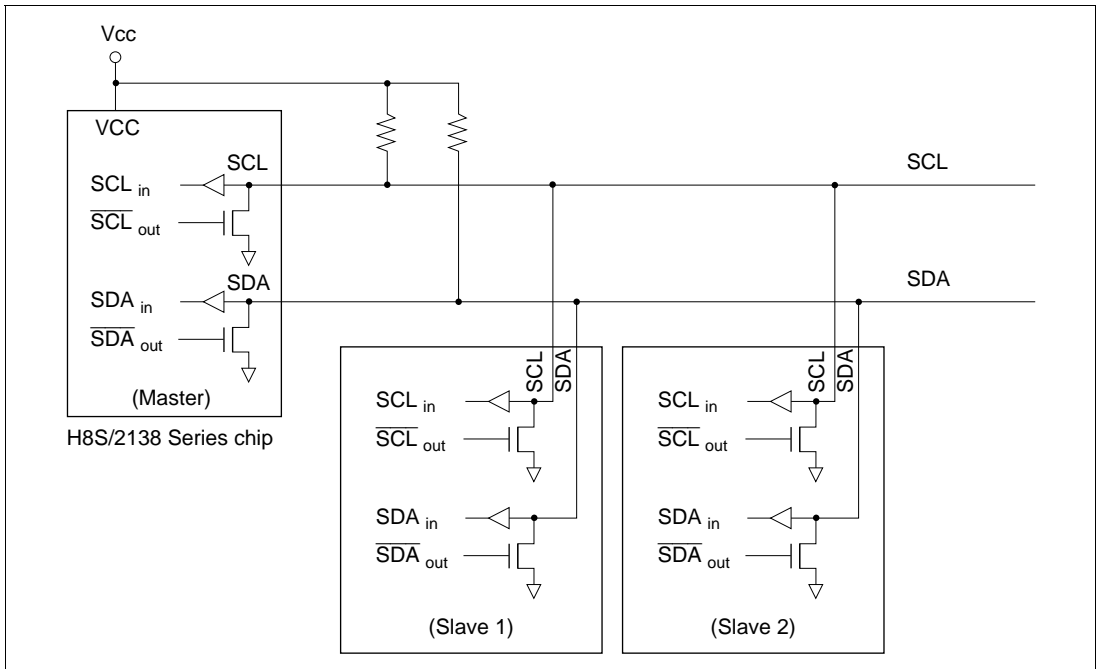 Vcc
VCC
SCL
SCL in
SCL out
SDA
SDA in
SDA out
(Master)
H8S/2138 Series chip
SCL
SDA
SCL
SDA
SCL in
SCL out
SDA in
SDA out
(Slave 1)
SCL
SDA
SCL in
SCL out
SDA in
SDA out
(Slave 2)